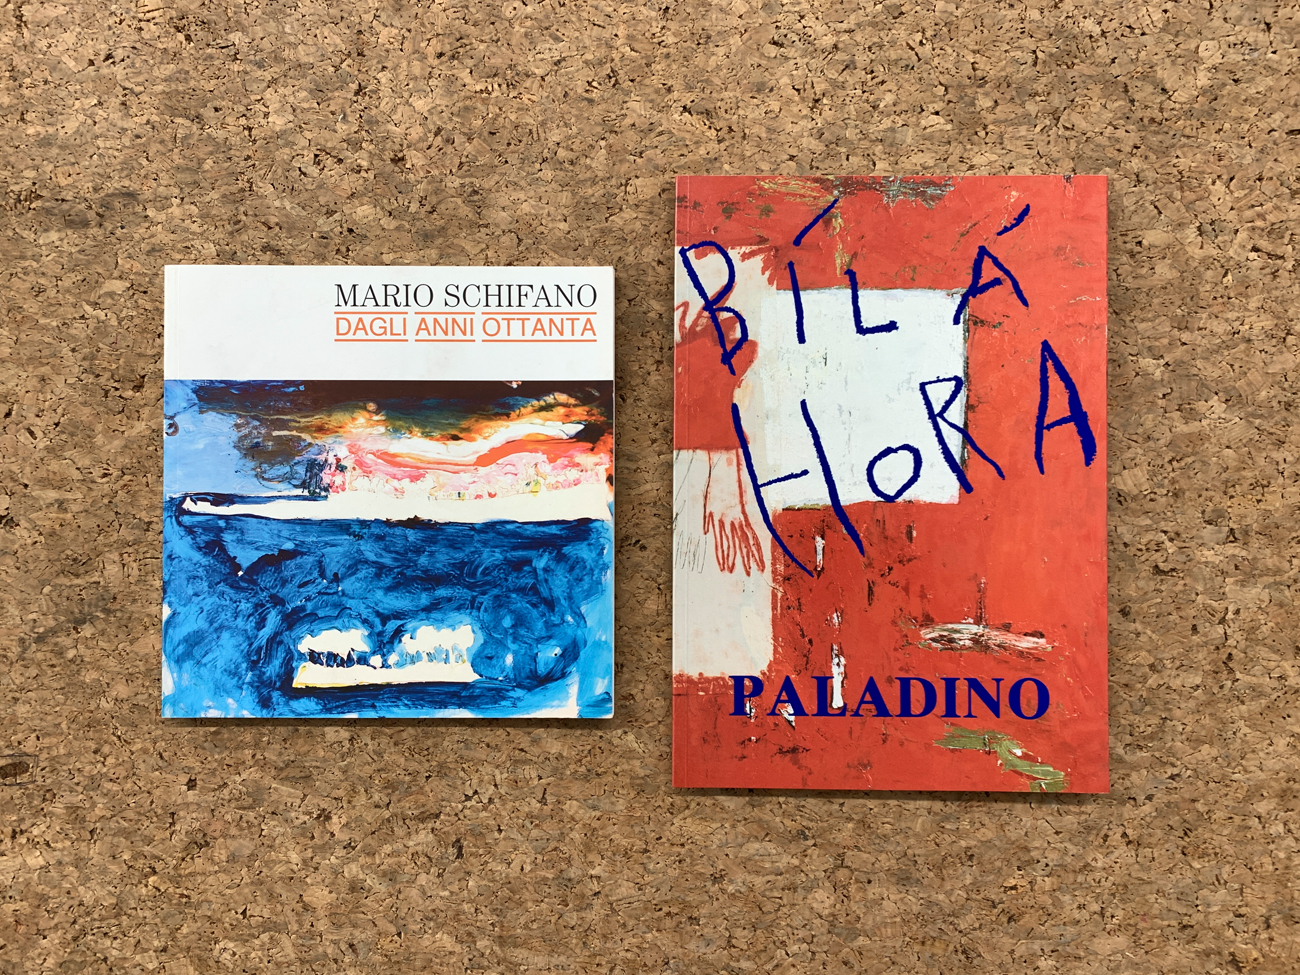 MARIO SCHIFANO
DAGLI ANNI OTTANTA
BÍLÁ
HORA
PALADINO